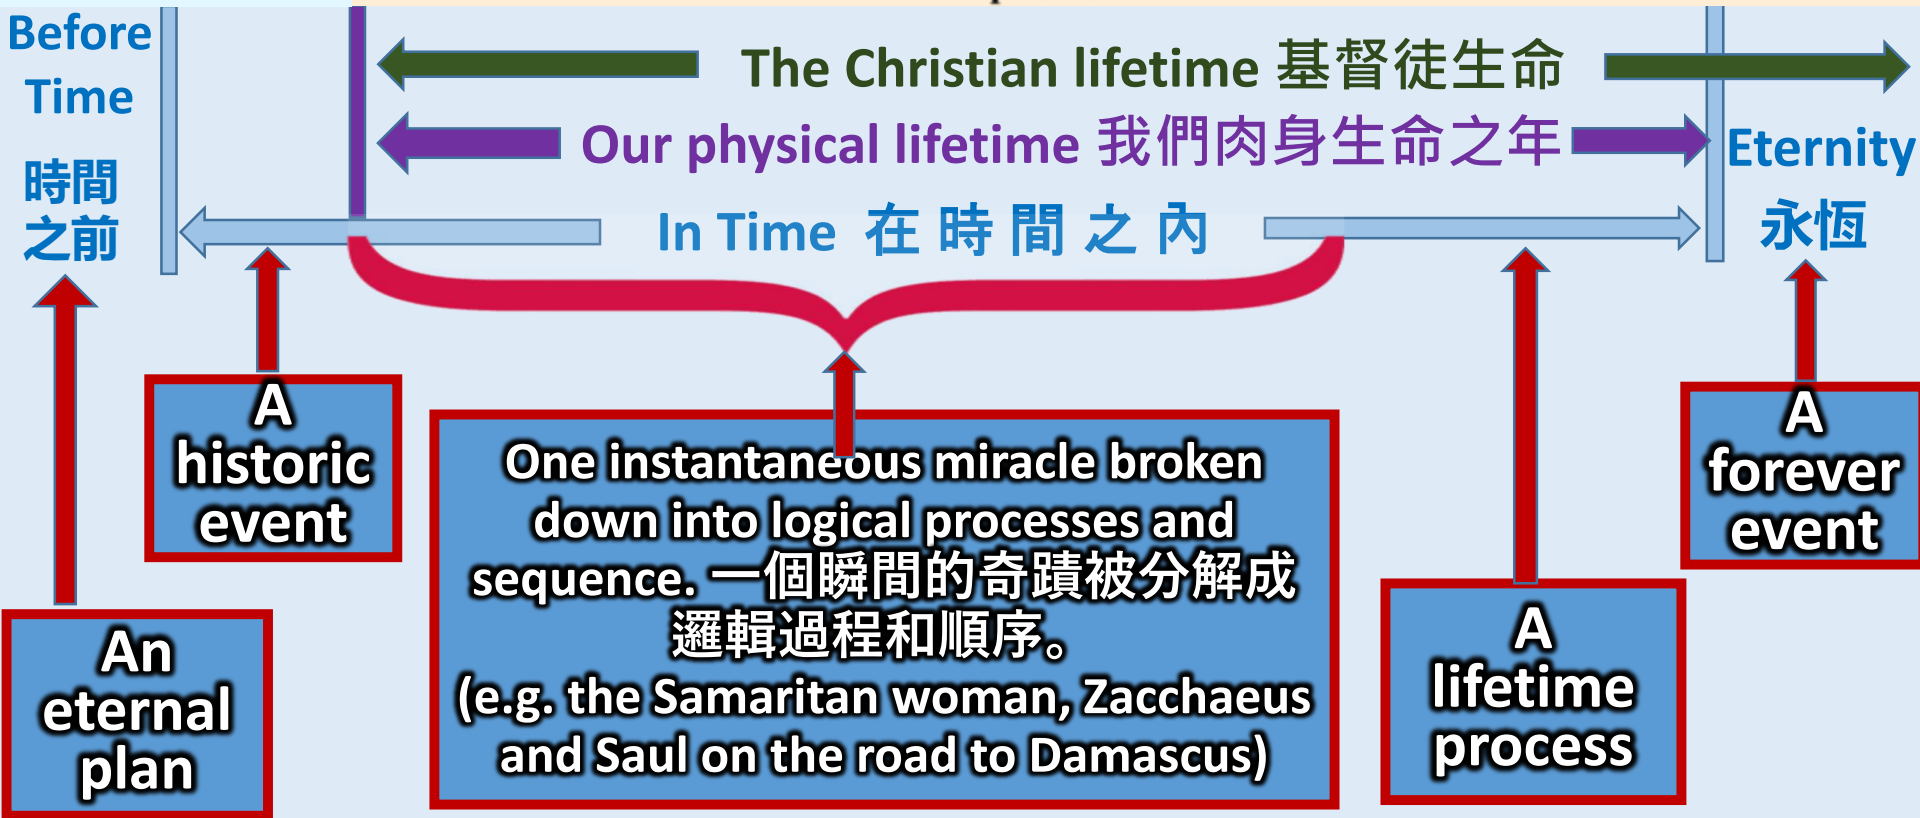 Before
Time
時間
之前
The Christian lifetime 基督徒生命
Our physical lifetime 我們肉身生命之年
In Time 在時間之內
Eternity
永恆
A
historic
event
One instantaneous miracle broken
down into logical processes and
sequence. 一個瞬間的奇蹟被分解成
邏輯過程和順序。
(e.g. the Samaritan woman, Zacchaeus
and Saul on the road to Damascus)
A
forever
event
An
eternal
plan
A
lifetime
process